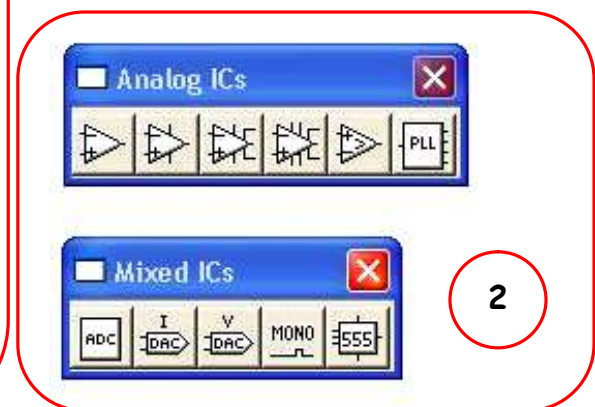 Analog ICs
PLL
Mixed ICs
ADC
I
DAC
V
DAC
MONO
555
2